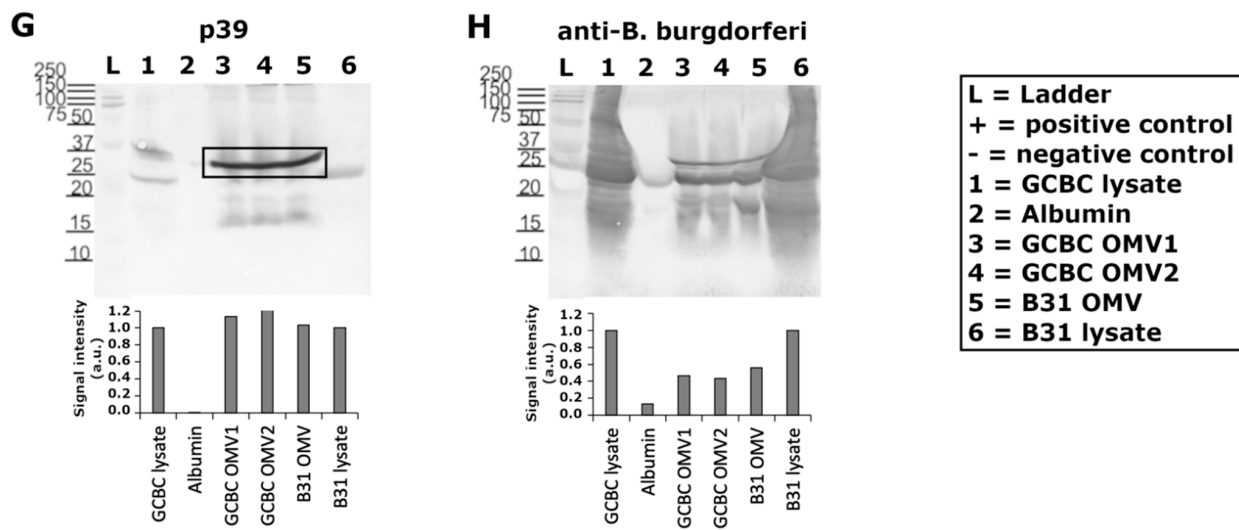 G p39
L 1 2 3 4 5 6
250
150
100
75
50
37
25
20
15
10
Signal intensity
(a.u.)
1.2
1.0
0.8
0.6
0.4
0.2
0.0
GCBC lysate
Albumin
GCBC OMV1
GCBC OMV2
B31 OMV
B31 lysate
H anti-B. burgdorferi
L 1 2 3 4 5 6
250
150
100
75
50
37
25
20
15
10
Signal intensity
(a.u.)
1.2
1.0
0.8
0.6
0.4
0.2
0.0
GCBC lysate
Albumin
GCBC OMV1
GCBC OMV2
B31 OMV
B31 lysate
L = Ladder
+ = positive control
- = negative control
1 = GCBC lysate
2 = Albumin
3 = GCBC OMV1
4 = GCBC OMV2
5 = B31 OMV
6 = B31 lysate